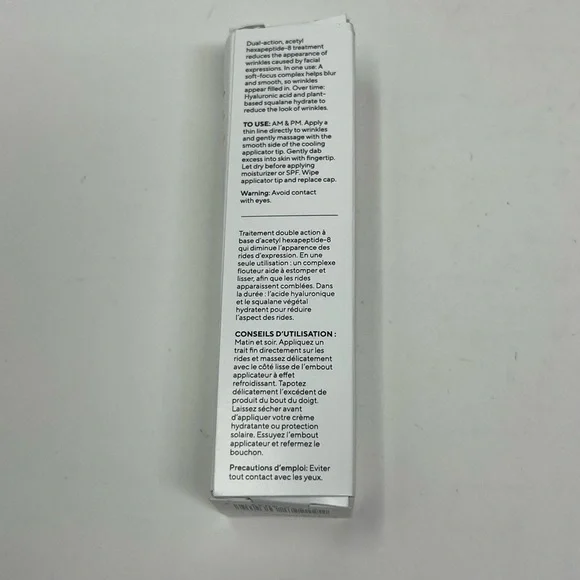 Dual-action, acetyl
hexapeptide-8 treatment
reduces the appearance of
wrinkles caused by facial
expressions. In one use: A
soft-focus complex helps blur
and smooth, so wrinkles
appear filled in. Over time:
Hyaluronic acid and plant-
based squalane hydrate to
reduce the look of wrinkles.
TO USE: AM & PM. Apply a
thin line directly to wrinkles
and gently massage with the
smooth side of the cooling
applicator tip. Gently dab
excess into skin with fingertip.
Let dry before applying
moisturizer or SPF. Wipe
applicator tip and replace cap.
Warning: Avoid contact
with eyes.
Traitement double action à
base d'acetyl hexapeptide-8
qui diminue l'apparence des
rides d'expression. En une
seule utilisation : un complexe
flouteur aide à estomper et
lisser, afin que les rides
apparaissent comblées. Dans
la durée : l'acide hyaluronique
et le squalane végétal
hydratent pour réduire
l'aspect des rides.
CONSEILS D'UTILISATION :
Matin et soir. Appliquez un
trait fin directement sur les
rides et massez délicatement
avec le côté lisse de l'embout
applicateur à effet
refroidissant. Tapotez
délicatement l'excédent de
produit du bout du doigt.
Laissez sécher avant
d'appliquer votre crème
hydratante ou protection
solaire. Essuyez l'embout
applicateur et refermez le
bouchon.
Precautions d'emploi: Eviter
tout contact avec les yeux.